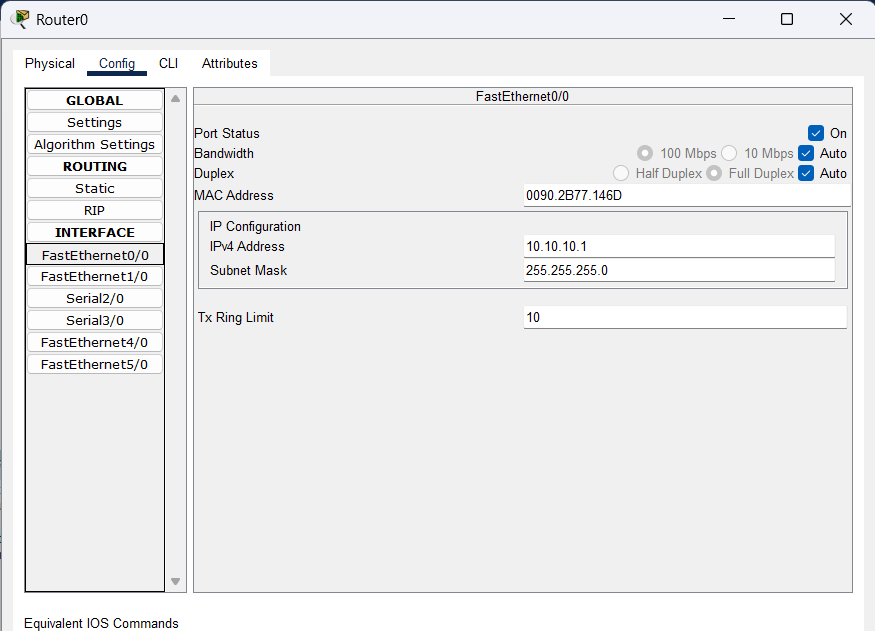 Router0
Physical Config CLI Attributes
GLOBAL
Settings
Algorithm Settings
ROUTING
Static
RIP
INTERFACE
FastEthernet0/0
FastEthernet1/0
Serial2/0
Serial3/0
FastEthernet4/0
FastEthernet5/0
FastEthernet0/0
Port Status On
Bandwidth 100 Mbps 10 Mbps Auto
Duplex Half Duplex Full Duplex Auto
MAC Address 0090.2B77.146D
IP Configuration
IPv4 Address 10.10.10.1
Subnet Mask 255.255.255.0
Tx Ring Limit 10
Equivalent IOS Commands